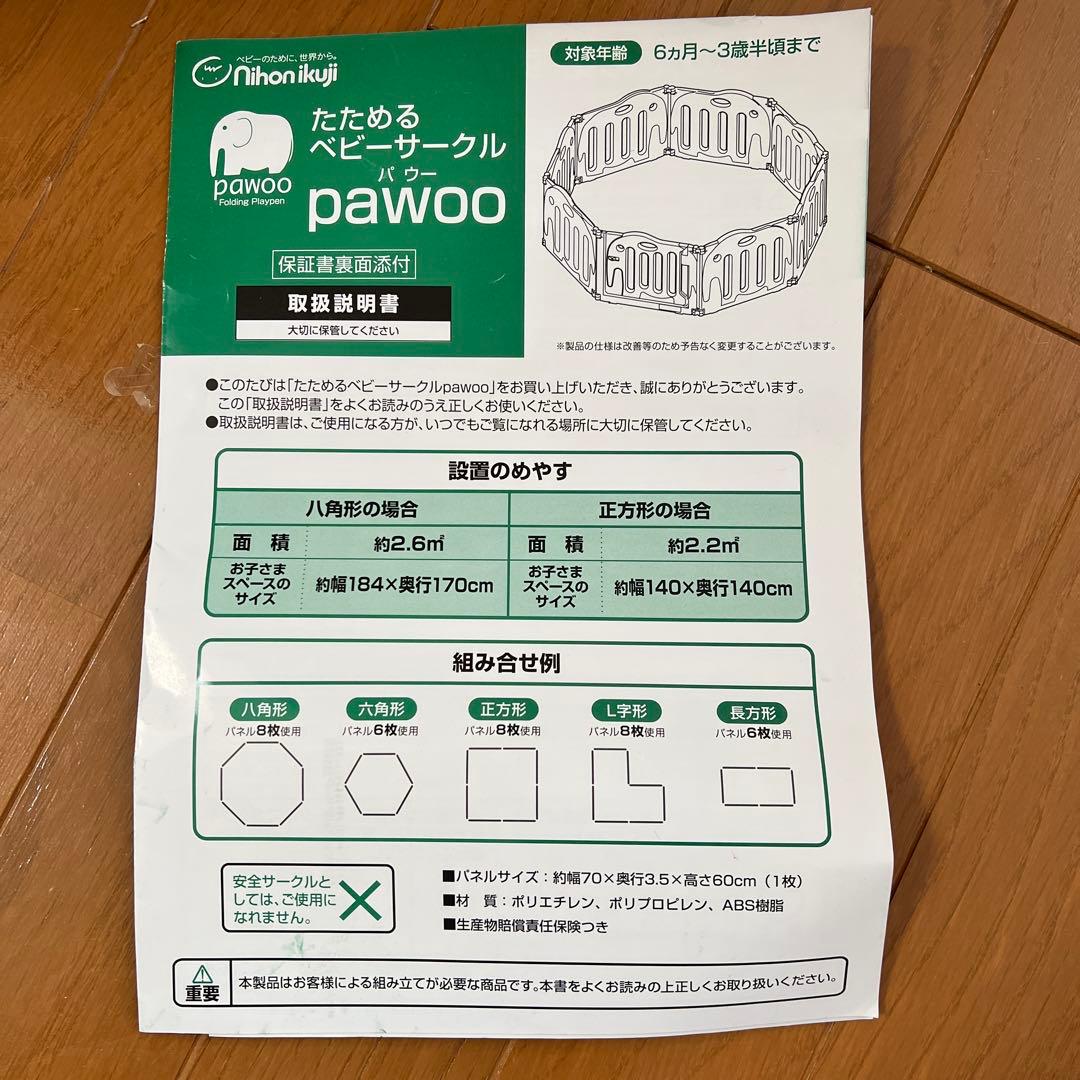 ベビーのために、世界から。
nihon ikuji
pawoo
Folding Playpen
たためる
ベビーサークル
パウー
pawoo
保証書裏面添付
取扱説明書
大切に保管してください
対象年齢 6ヵ月〜3歳半頃まで
※製品の仕様は改善等のため予告なく変更することがございます。
●このたびは「たためるベビーサークルpawoo」をお買い上げいただき、誠にありがとうございます。
この「取扱説明書」をよくお読みのうえ正しくお使いください。
●取扱説明書は、ご使用になる方が、いつでもご覧になれる場所に大切に保管してください。
設置のめやす
八角形の場合 正方形の場合
面 積 約2.6㎡ 面 積 約2.2㎡
お子さま
スペースの
サイズ
約幅184×奥行170cm
お子さま
スペースの
サイズ
約幅140×奥行140cm
組み合せ例
八角形 六角形 正方形 L字形 長方形
パネル8枚使用 パネル6枚使用 パネル8枚使用 パネル8枚使用 パネル6枚使用
安全サークルと
しては、ご使用に
なれません。
■パネルサイズ：約幅70×奥行3.5×高さ60cm（1枚）
■材 質：ポリエチレン、ポリプロピレン、ABS樹脂
■生産物賠償責任保険つき
重要
本製品はお客様による組み立てが必要な商品です。本書をよくお読みの上正しくお取り扱いください。